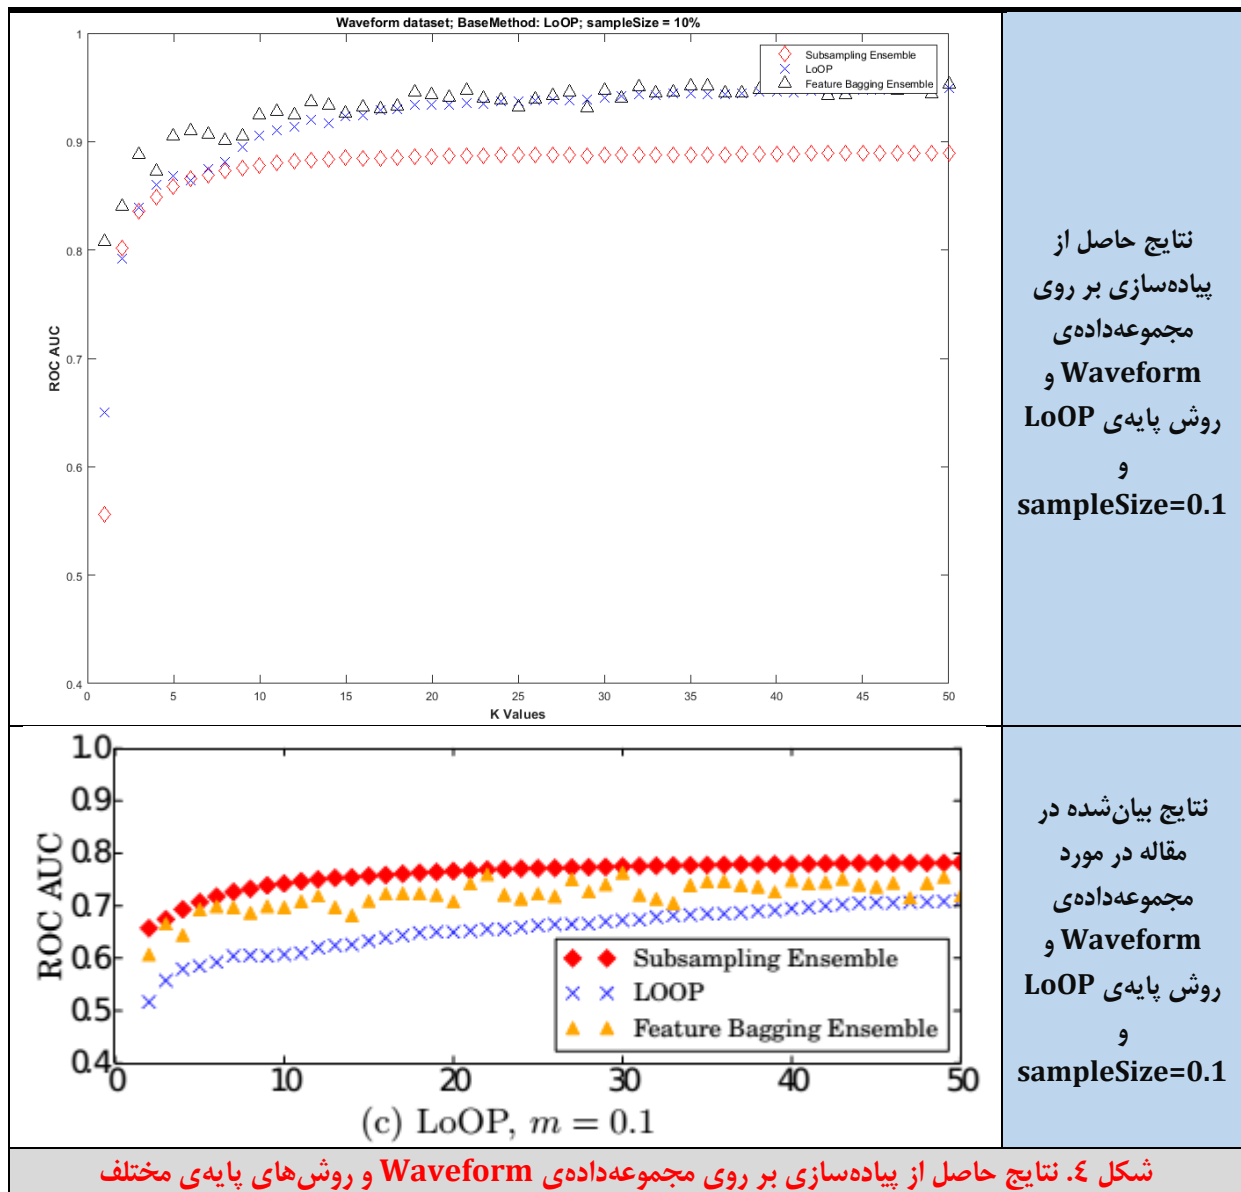 Waveform dataset; BaseMethod: LoOP; sampleSize = 10%
Subsampling Ensemble
LoOP
Feature Bagging Ensemble
1
0.9
0.8
0.7
0.6
0.5
0.4
ROC AUC
0 5 10 15 20 25 30 35 40 45 50
K Values
نتایج حاصل از
پیاده‌سازی بر روی
مجموعه‌داده‌ی
Waveform و
روش پایه‌ی LoOP
و
sampleSize=0.1
1.0
0.9
0.8
0.7
0.6
0.5
0.4
ROC AUC
Subsampling Ensemble
LOOP
Feature Bagging Ensemble
0 10 20 30 40 50
(c) LoOP, m = 0.1
نتایج بیان‌شده در
مقاله در مورد
مجموعه‌داده‌ی
Waveform و
روش پایه‌ی LoOP
و
sampleSize=0.1
شکل ٤. نتایج حاصل از پیاده‌سازی بر روی مجموعه‌داده‌ی Waveform و روش‌های پایه‌ی مختلف